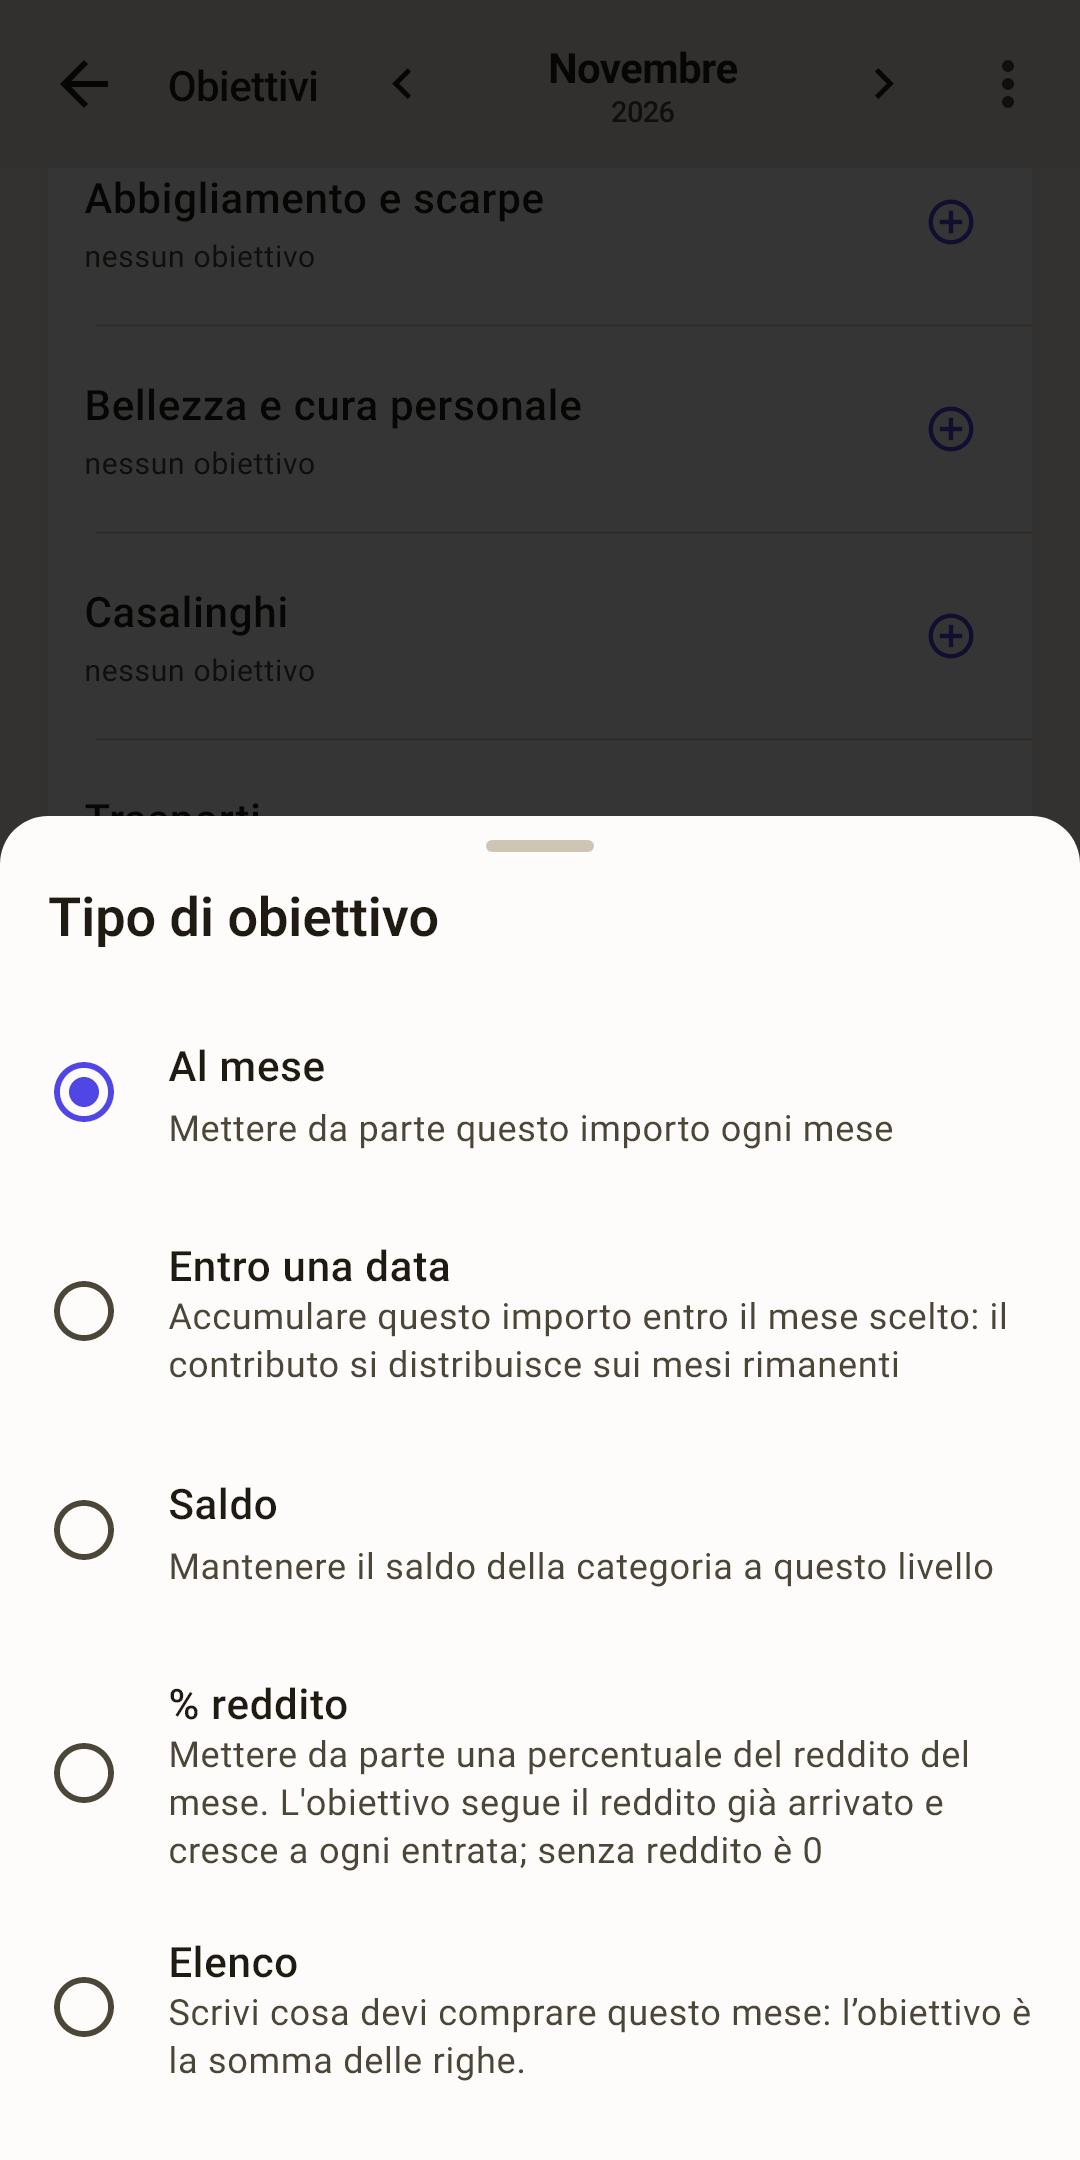 Obiettivi
Novembre
2026
Abbigliamento e scarpe
nessun obiettivo
Bellezza e cura personale
nessun obiettivo
Casalinghi
nessun obiettivo
Trasporti
Tipo di obiettivo
Al mese
Mettere da parte questo importo ogni mese
Entro una data
Accumulare questo importo entro il mese scelto: il
contributo si distribuisce sui mesi rimanenti
Saldo
Mantenere il saldo della categoria a questo livello
% reddito
Mettere da parte una percentuale del reddito del
mese. L'obiettivo segue il reddito già arrivato e
cresce a ogni entrata; senza reddito è 0
Elenco
Scrivi cosa devi comprare questo mese: l’obiettivo è
la somma delle righe.